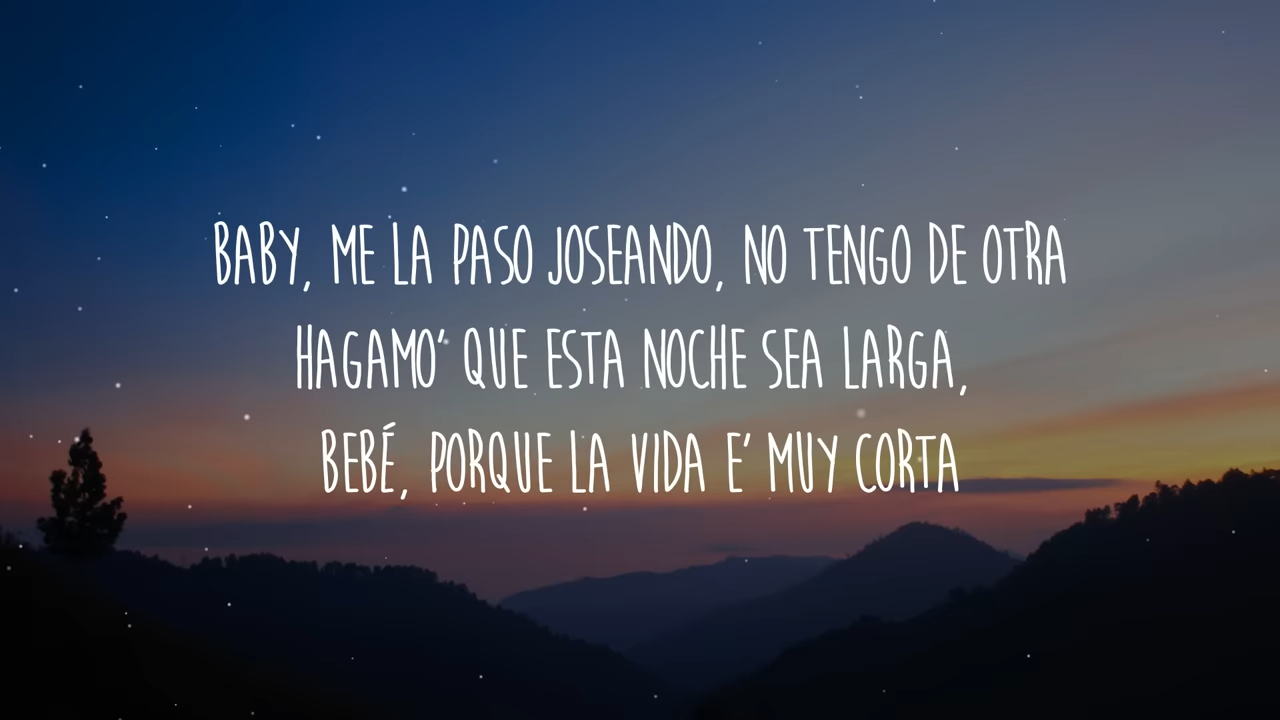 BABY, ME LA PASO JOSEANDO, NO TENGO DE OTRA
HAGAMO' QUE ESTA NOCHE SEA LARGA,
BEBÉ, PORQUE LA VIDA E' MUY CORTA